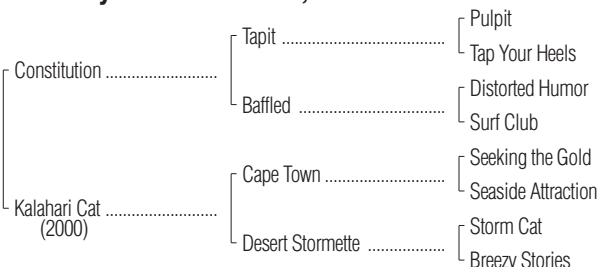 Pulpit
Tapit ........................................
Tap Your Heels
Constitution ...........................
Distorted Humor
Baffled ....................................
Surf Club
Seeking the Gold
Cape Town .............................
Seaside Attraction
Kalahari Cat ...........................
(2000)
Storm Cat
Desert Stormette ...................
Breezy Stories